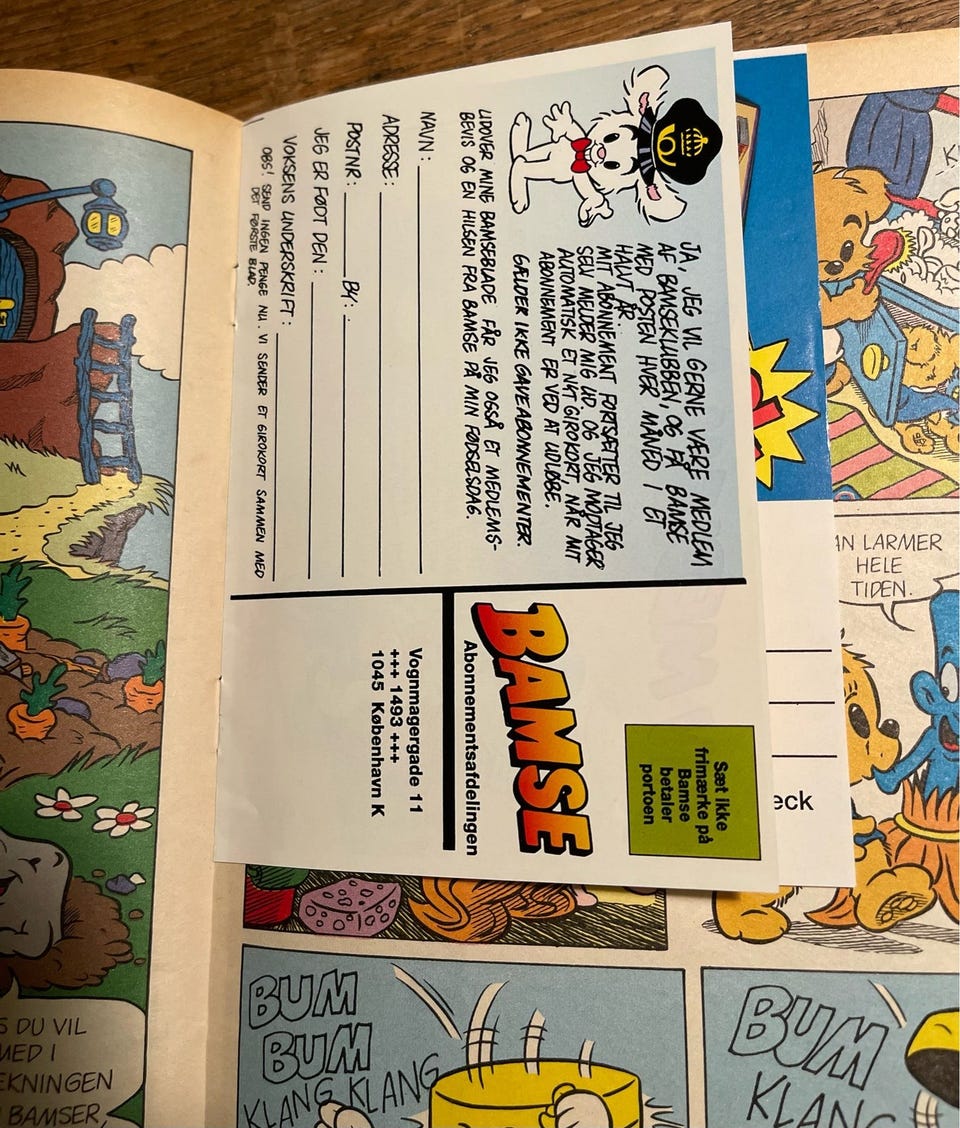 JA, JEG VIL GERNE VÆRE MEDLEM
AF BAMSEKLUBBEN, OG FÅ BAMSE
MED POSTEN HVER MÅNED I ET
HALVT ÅR.
MITT ABONNEMENT FORTSÆTTER TIL JEG
SELV MELDER MIG UD, OG JEG MODTAGER
AUTOMATISK ET NYT GIROKORT, NÅR MIT
ABONNEMENT ER VED AT UDLØBE.
GÆLDER IKKE GAVEABONNEMENTER.
UDOVER MINE BAMSEBLADE FÅR JEG OGSÅ ET MEDLEMS-
BEVIS OG EN HILSEN FRA BAMSE PÅ MIN FØDSELSDAG.
NAVN:
ADRESSE:
POSTNR: BY:
JEG ER FØDT DEN:
VOKSENS UNDERSKRIFT:
OBS! SEND INGEN PENGE NU. VI SENDER ET GIROKORT SAMMEN MED
DET FØRSTE BLAD.
Sæt ikke
frimærke på
Bamse
betaler
portoen
BAMSE
Abonnementsafdelingen
Vognmagergade 11
+++ 1493 +++
1045 København K
eck
AN LARMER
HELE
TIDEN.
S DU VIL
MED I
EKNINGEN
BAMSER,
BUM
BUM
KLANG KLANG
BUM
KLANG